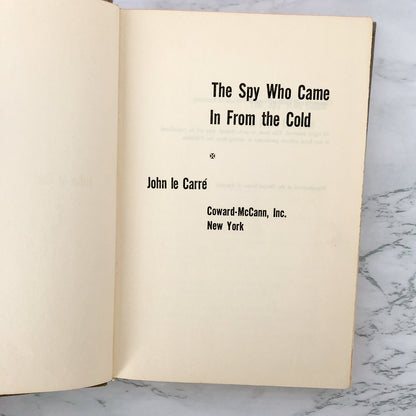 The Spy Who Came
In From the Cold
John le Carré
Coward-McCann, Inc.
New York